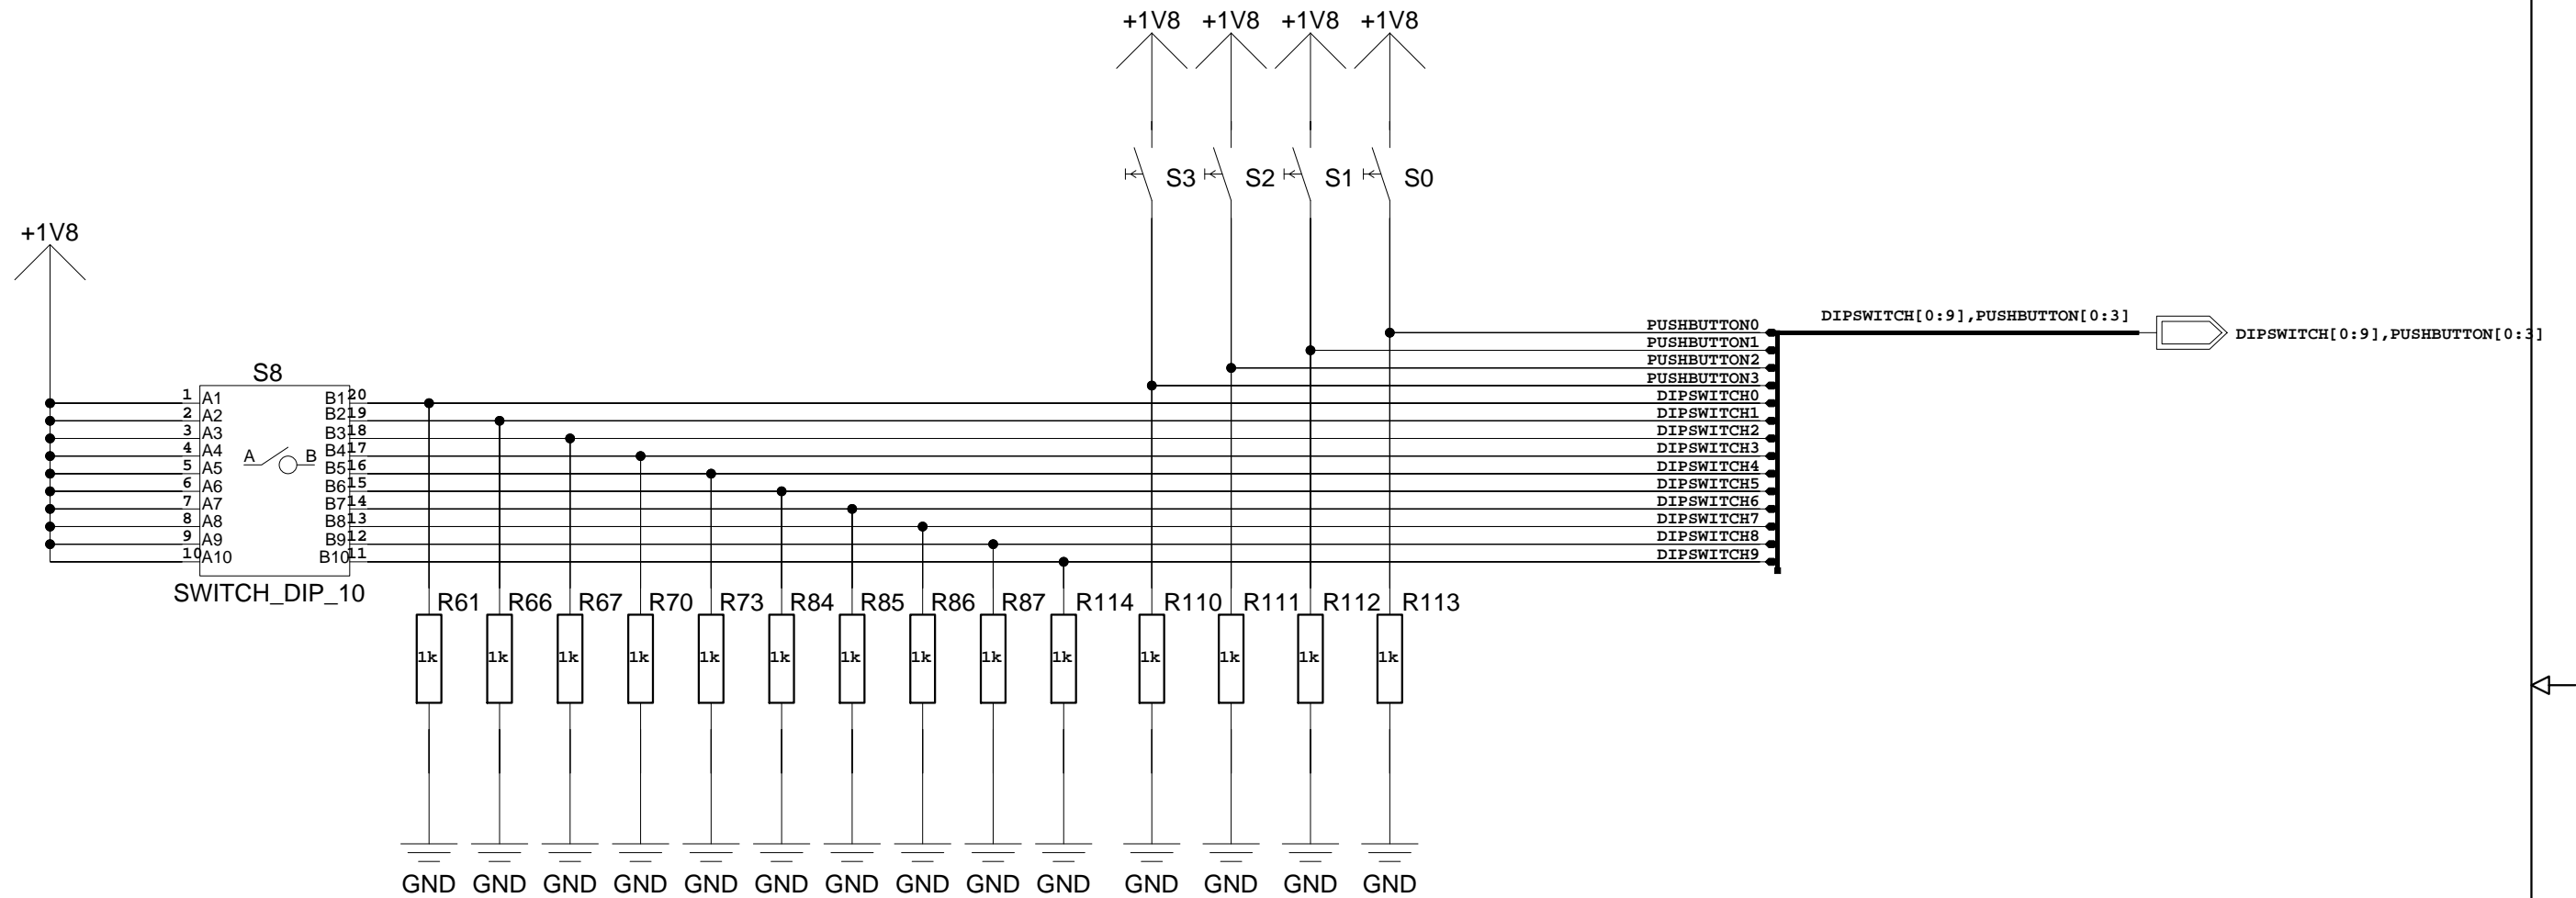 +1V8 +1V8 +1V8 +1V8
S3 S2 S1 S0
+1V8
DIPSWITCH[0:9],PUSHBUTTON[0:3]
PUSHBUTTON0
DIPSWITCH[0:9],PUSHBUTTON[0:3]
PUSHBUTTON1
PUSHBUTTON2
S8
PUSHBUTTON3
1 A1 B1 20 DIPSWITCH0
2 A2 B2 19 DIPSWITCH1
3 A3 B3 18 DIPSWITCH2
4 A4 B4 17 DIPSWITCH3
A B
5 A5 B5 16 DIPSWITCH4
6 A6 B6 15 DIPSWITCH5
7 A7 B7 14 DIPSWITCH6
8 A8 B8 13 DIPSWITCH7
9 A9 B9 12 DIPSWITCH8
10 A10 B10 11 DIPSWITCH9
SWITCH_DIP_10
R61 R66 R67 R70 R73 R84 R85 R86 R87 R114 R110 R111 R112 R113
1k 1k 1k 1k 1k 1k 1k 1k 1k 1k 1k 1k 1k 1k
GND GND GND GND GND GND GND GND GND GND GND GND GND GND